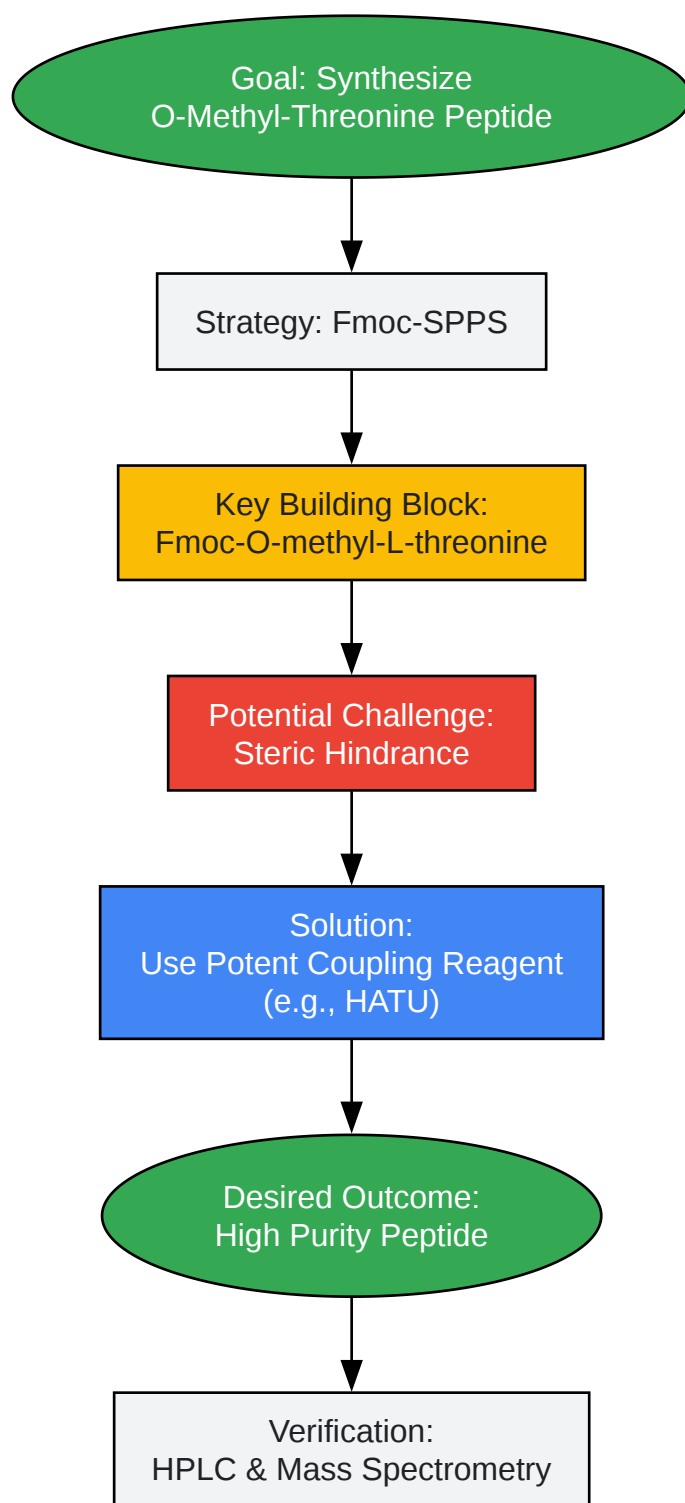 Goal: Synthesize
O-Methyl-Threonine Peptide
Strategy: Fmoc-SPPS
Key Building Block:
Fmoc-O-methyl-L-threonine
Potential Challenge:
Steric Hindrance
Solution:
Use Potent Coupling Reagent
(e.g., HATU)
Desired Outcome:
High Purity Peptide
Verification:
HPLC & Mass Spectrometry